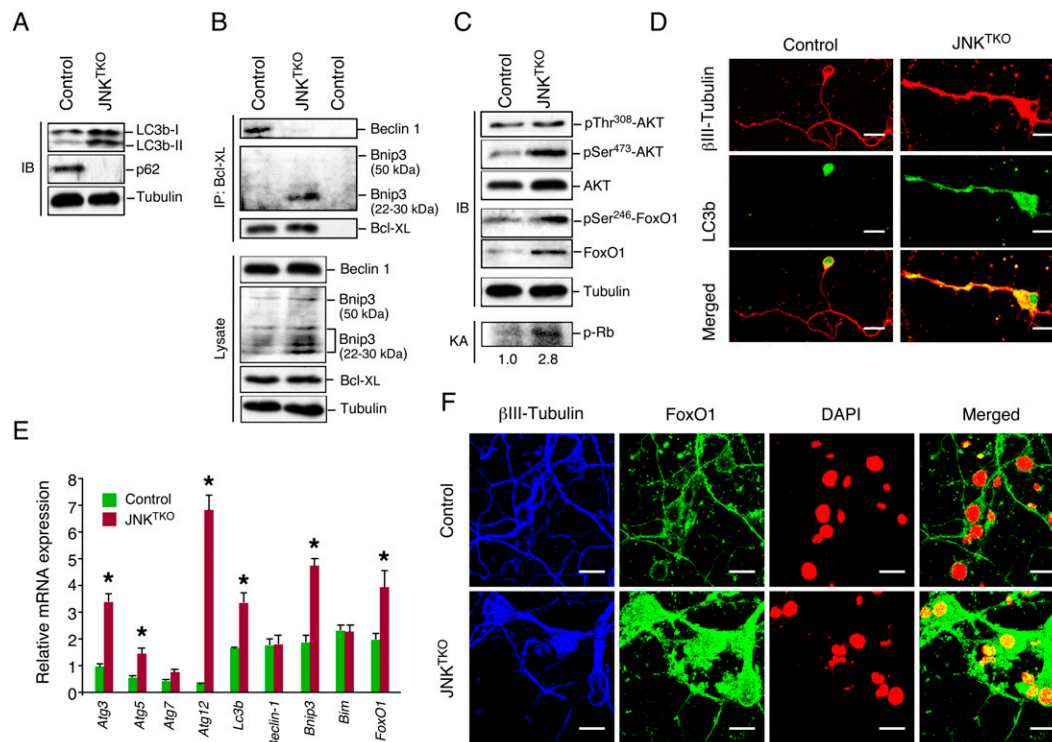 A
Control
JNKTKO
IB
LC3b-I
LC3b-II
p62
Tubulin
B
Control
JNKTKO
Control
IP: Bcl-XL
Beclin 1
Bnip3
(50 kDa)
Bnip3
(22-30 kDa)
Bcl-XL
Lysate
Beclin 1
Bnip3
(50 kDa)
Bnip3
(22-30 kDa)
Bcl-XL
Tubulin
C
Control
JNKTKO
IB
pThr308-AKT
pSer473-AKT
AKT
pSer246-FoxO1
FoxO1
Tubulin
KA
p-Rb
1.0 2.8
D
Control
JNKTKO
βIII-Tubulin
LC3b
Merged
E
Relative mRNA expression
8
7
6
5
4
3
2
1
0
Control
JNKTKO
*
*
*
*
*
*
Atg3
Atg5
Atg7
Atg12
Lc3b
Bnip3
Bim
FoxO1
F
βIII-Tubulin
FoxO1
DAPI
Merged
Control
JNKTKO